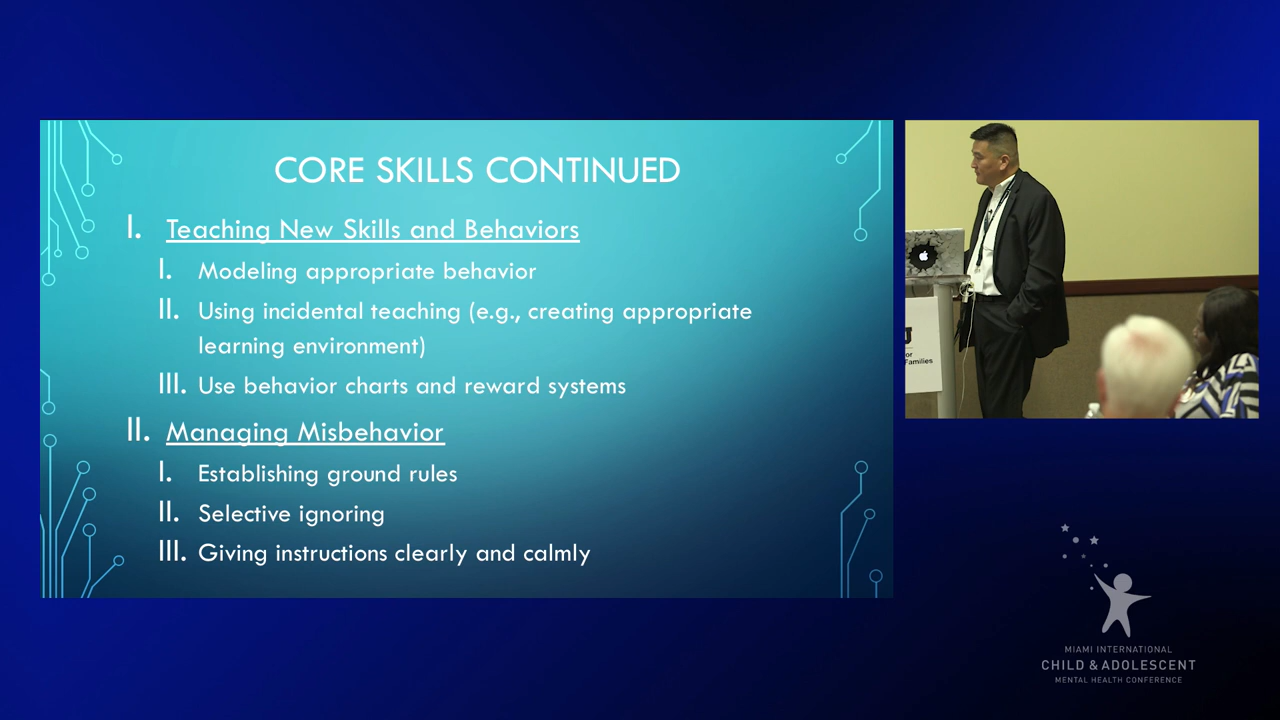 CORE SKILLS CONTINUED
I. Teaching New Skills and Behaviors
I. Modeling appropriate behavior
II. Using incidental teaching (e.g., creating appropriate
learning environment)
III. Use behavior charts and reward systems
II. Managing Misbehavior
I. Establishing ground rules
II. Selective ignoring
III. Giving instructions clearly and calmly
Families
MIAMI INTERNATIONAL
CHILD & ADOLESCENT
MENTAL HEALTH CONFERENCE